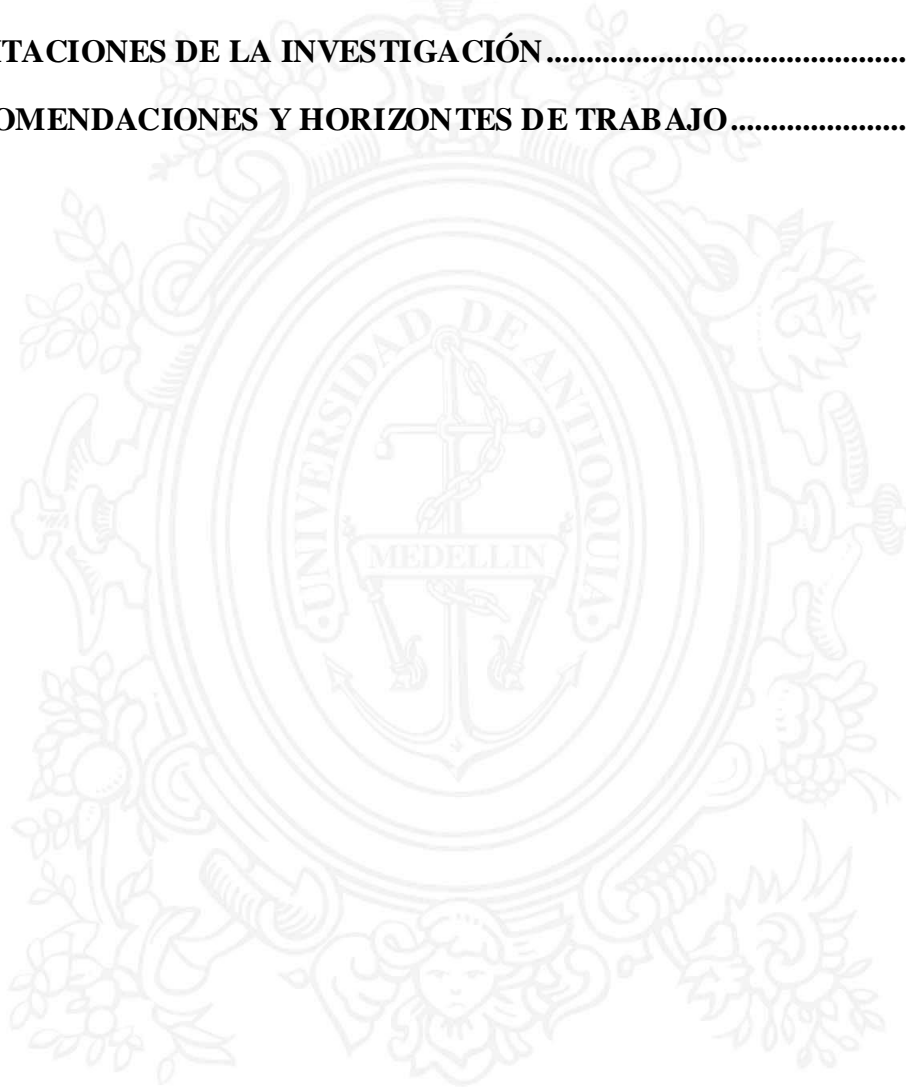 ITACIONES DE LA INVESTIGACIÓN
OMENDACIONES Y HORIZONTES DE TRABAJO
UNIVERSIDAD DE ANTIOQUIA
MEDELLIN